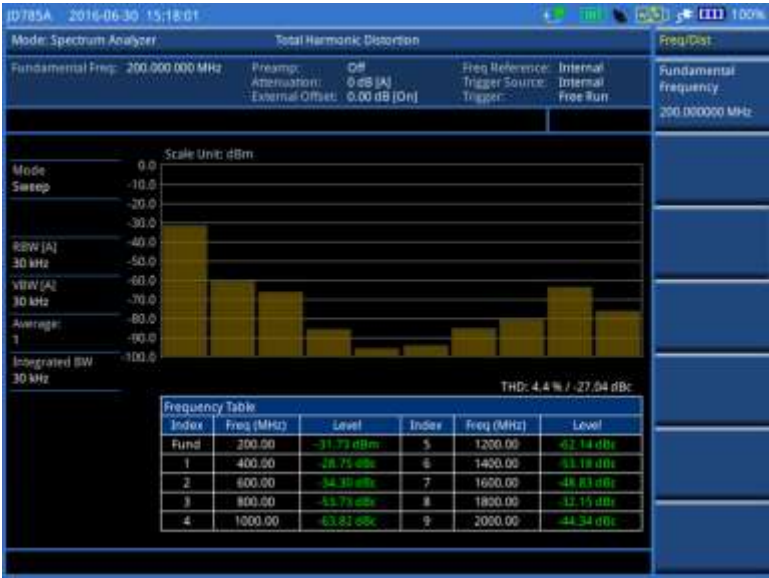 JD785A 2016-06-30 15:18:01 100%
Mode: Spectrum Analyzer Total Harmonic Distortion Freq/Dist
Fundamental Freq: 200.000 000 MHz Preamp: Off Freq Reference: Internal
Attenuation: 0 dB [A] Trigger Source: Internal
External Offset: 0.00 dB [On] Trigger: Free Run
Fundamental
Frequency
200.000000 MHz
Scale Unit: dBm
Mode
Sweep
RBW [A]
30 kHz
VBW [A]
30 kHz
Average:
1
Integrated BW
30 kHz
0.0
-10.0
-20.0
-30.0
-40.0
-50.0
-60.0
-70.0
-80.0
-90.0
-100.0
THD: 4.4 % / -27.04 dBc
Frequency Table
Index Freq (MHz) Level Index Freq (MHz) Level
Fund 200.00 -31.73 dBm 5 1200.00 -62.14 dBc
1 400.00 -28.75 dBc 6 1400.00 -53.18 dBc
2 600.00 -34.30 dBc 7 1600.00 -48.83 dBc
3 800.00 -53.73 dBc 8 1800.00 -32.15 dBc
4 1000.00 -63.82 dBc 9 2000.00 -44.34 dBc